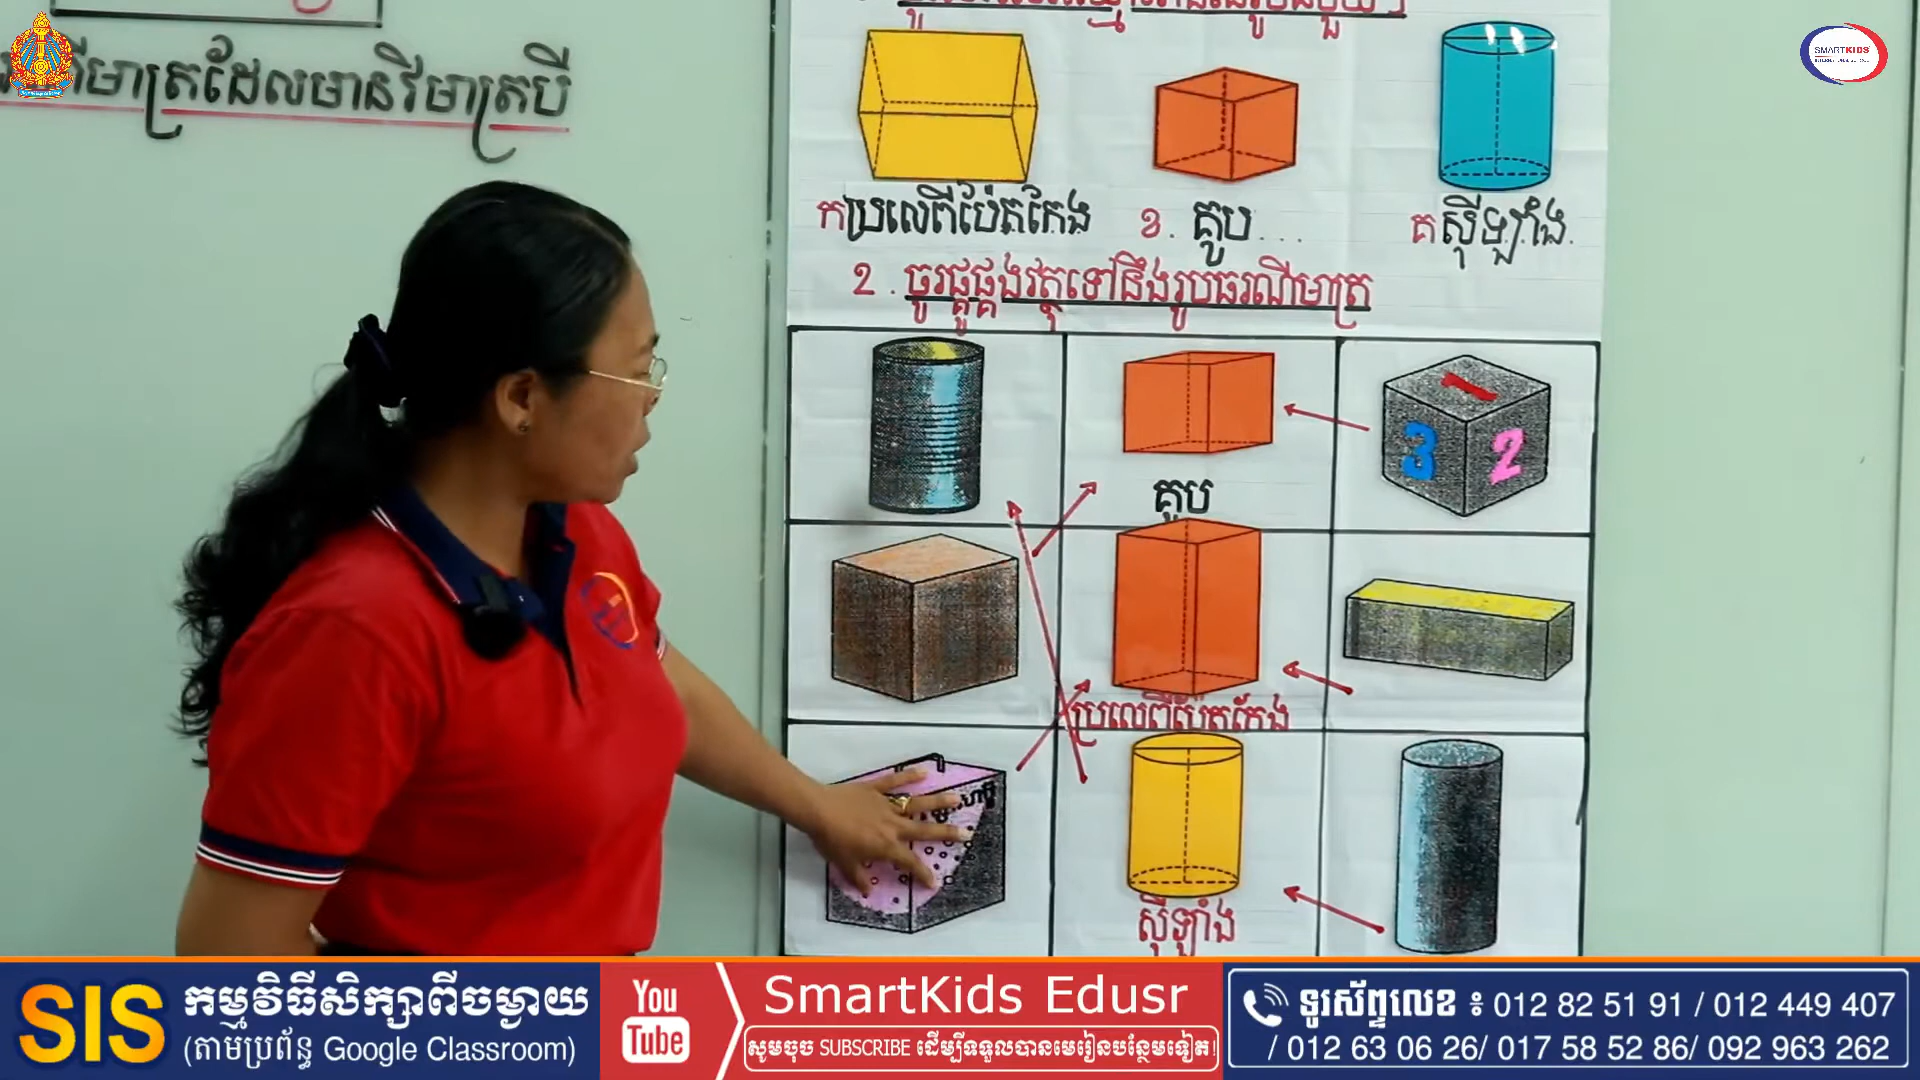 មាត្រដែលមានវិមាត្របី
SMARTKIDS
ក ប្រលេពីប៉ែតកែង ខ. គូប... គ ស៊ីឡាំង.
2. ចូរផ្គូផ្គងវត្ថុទៅនឹងរូបធរណីមាត្រ
1
3 2
គូប
ប្រលេពីប៉ែតកែង
ស៊ីឡាំង
SIS
កម្មវិធីសិក្សាពីចម្ងាយ
(តាមប្រព័ន្ធ Google Classroom)
You Tube
SmartKids Edusr
សូមចុច SUBSCRIBE ដើម្បីទទួលបានមេរៀនបន្ថែមទៀត!
ទូរស័ព្ទលេខ ៖ 012 82 51 91 / 012 449 407
/ 012 63 06 26/ 017 58 52 86/ 092 963 262